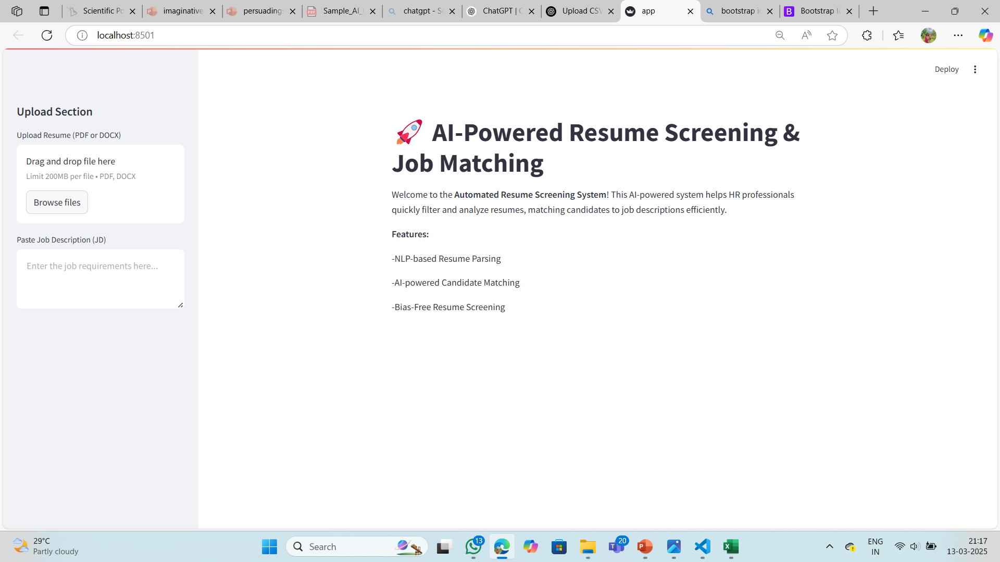 Scientific Po
imaginative
persuading
Sample_AI_
chatgpt - Se
ChatGPT | C
Upload CSV
app
bootstrap ic
Bootstrap Ic
localhost:8501
Deploy
Upload Section
Upload Resume (PDF or DOCX)
Drag and drop file here
Limit 200MB per file • PDF, DOCX
Browse files
Paste Job Description (JD)
Enter the job requirements here...
🚀 AI-Powered Resume Screening &
Job Matching
Welcome to the Automated Resume Screening System! This AI-powered system helps HR professionals
quickly filter and analyze resumes, matching candidates to job descriptions efficiently.
Features:
-NLP-based Resume Parsing
-AI-powered Candidate Matching
-Bias-Free Resume Screening
29°C
Partly cloudy
Search
13
20
ENG
IN
21:17
13-03-2025